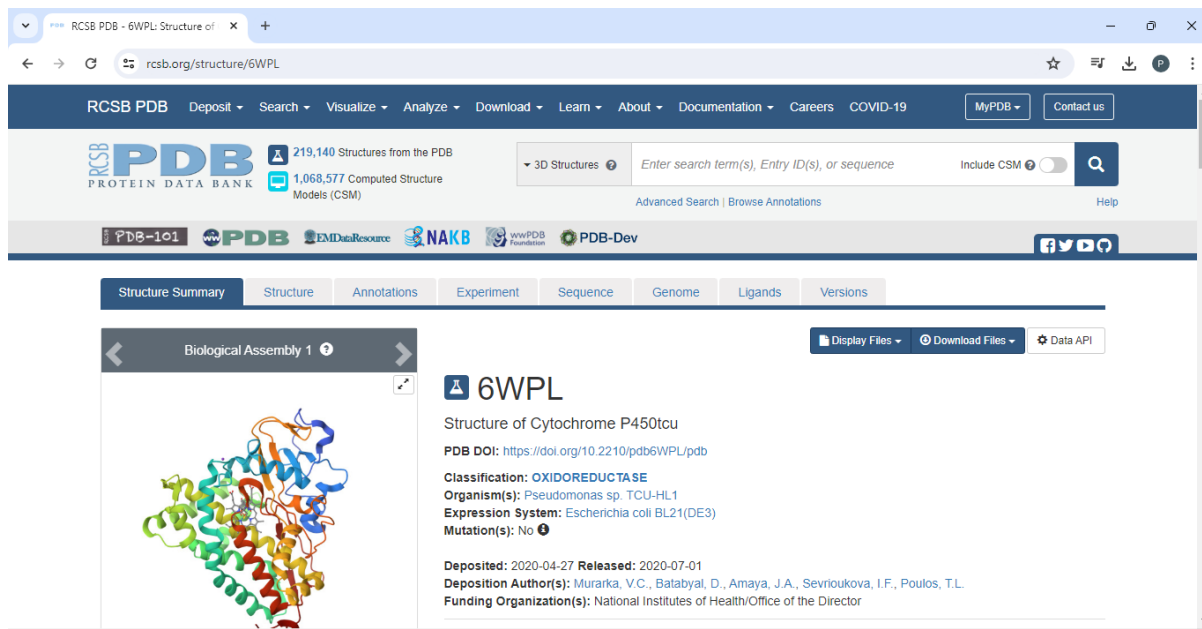 RCSB PDB - 6WPL: Structure of
rcsb.org/structure/6WPL
P
RCSB PDB Deposit Search Visualize Analyze Download Learn About Documentation Careers COVID-19 MyPDB Contact us
RCSB PDB
PROTEIN DATA BANK
219,140 Structures from the PDB
1,068,577 Computed Structure
Models (CSM)
3D Structures Enter search term(s), Entry ID(s), or sequence Include CSM
Advanced Search | Browse Annotations Help
PDB-101 WW PDB EMDataResource NAKB wwPDB Foundation PDB-Dev
Structure Summary Structure Annotations Experiment Sequence Genome Ligands Versions
Biological Assembly 1
Display Files Download Files Data API
6WPL
Structure of Cytochrome P450tcu
PDB DOI: https://doi.org/10.2210/pdb6WPL/pdb
Classification: OXIDOREDUCTASE
Organism(s): Pseudomonas sp. TCU-HL1
Expression System: Escherichia coli BL21(DE3)
Mutation(s): No
Deposited: 2020-04-27 Released: 2020-07-01
Deposition Author(s): Murarka, V.C., Batabyal, D., Amaya, J.A., Sevrioukova, I.F., Poulos, T.L.
Funding Organization(s): National Institutes of Health/Office of the Director